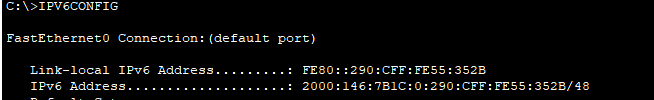 C:\>IPV6CONFIG
FastEthernet0 Connection:(default port)
Link-local IPv6 Address.........: FE80::290:CFF:FE55:352B
IPv6 Address....................: 2000:146:7B1C:0:290:CFF:FE55:352B/48